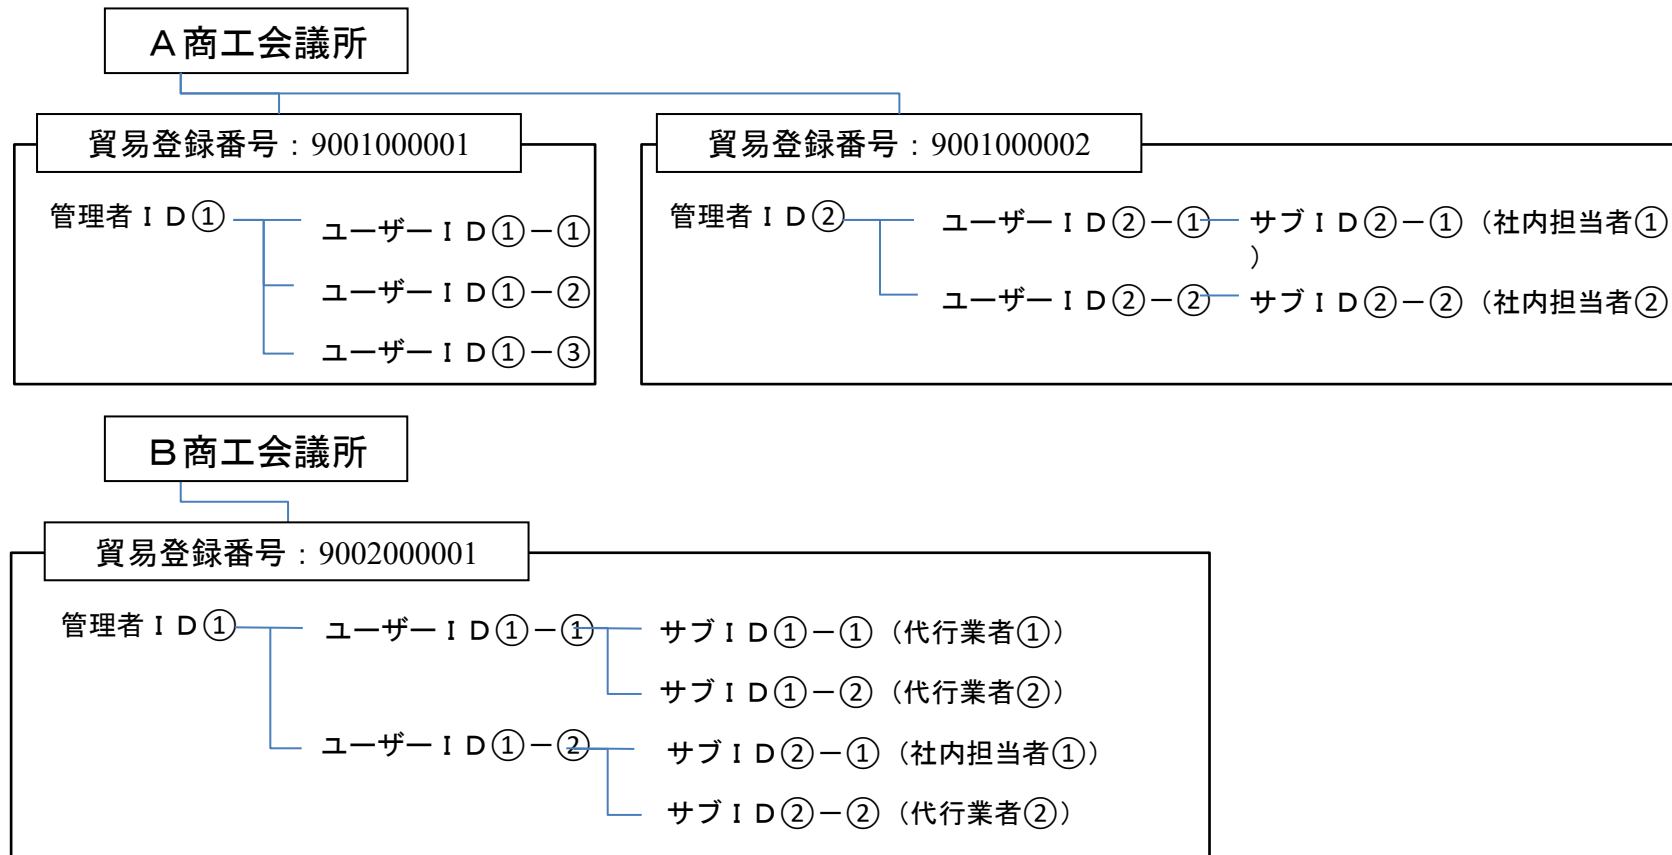 Ａ商工会議所
貿易登録番号：9001000001
管理者ＩＤ①
ユーザーＩＤ①－①
ユーザーＩＤ①－②
ユーザーＩＤ①－③
貿易登録番号：9001000002
管理者ＩＤ②
ユーザーＩＤ②－①
サブＩＤ②－①（社内担当者①
）
ユーザーＩＤ②－②
サブＩＤ②－②（社内担当者②
Ｂ商工会議所
貿易登録番号：9002000001
管理者ＩＤ①
ユーザーＩＤ①－①
サブＩＤ①－①（代行業者①）
サブＩＤ①－②（代行業者②）
ユーザーＩＤ①－②
サブＩＤ②－①（社内担当者①）
サブＩＤ②－②（代行業者②）